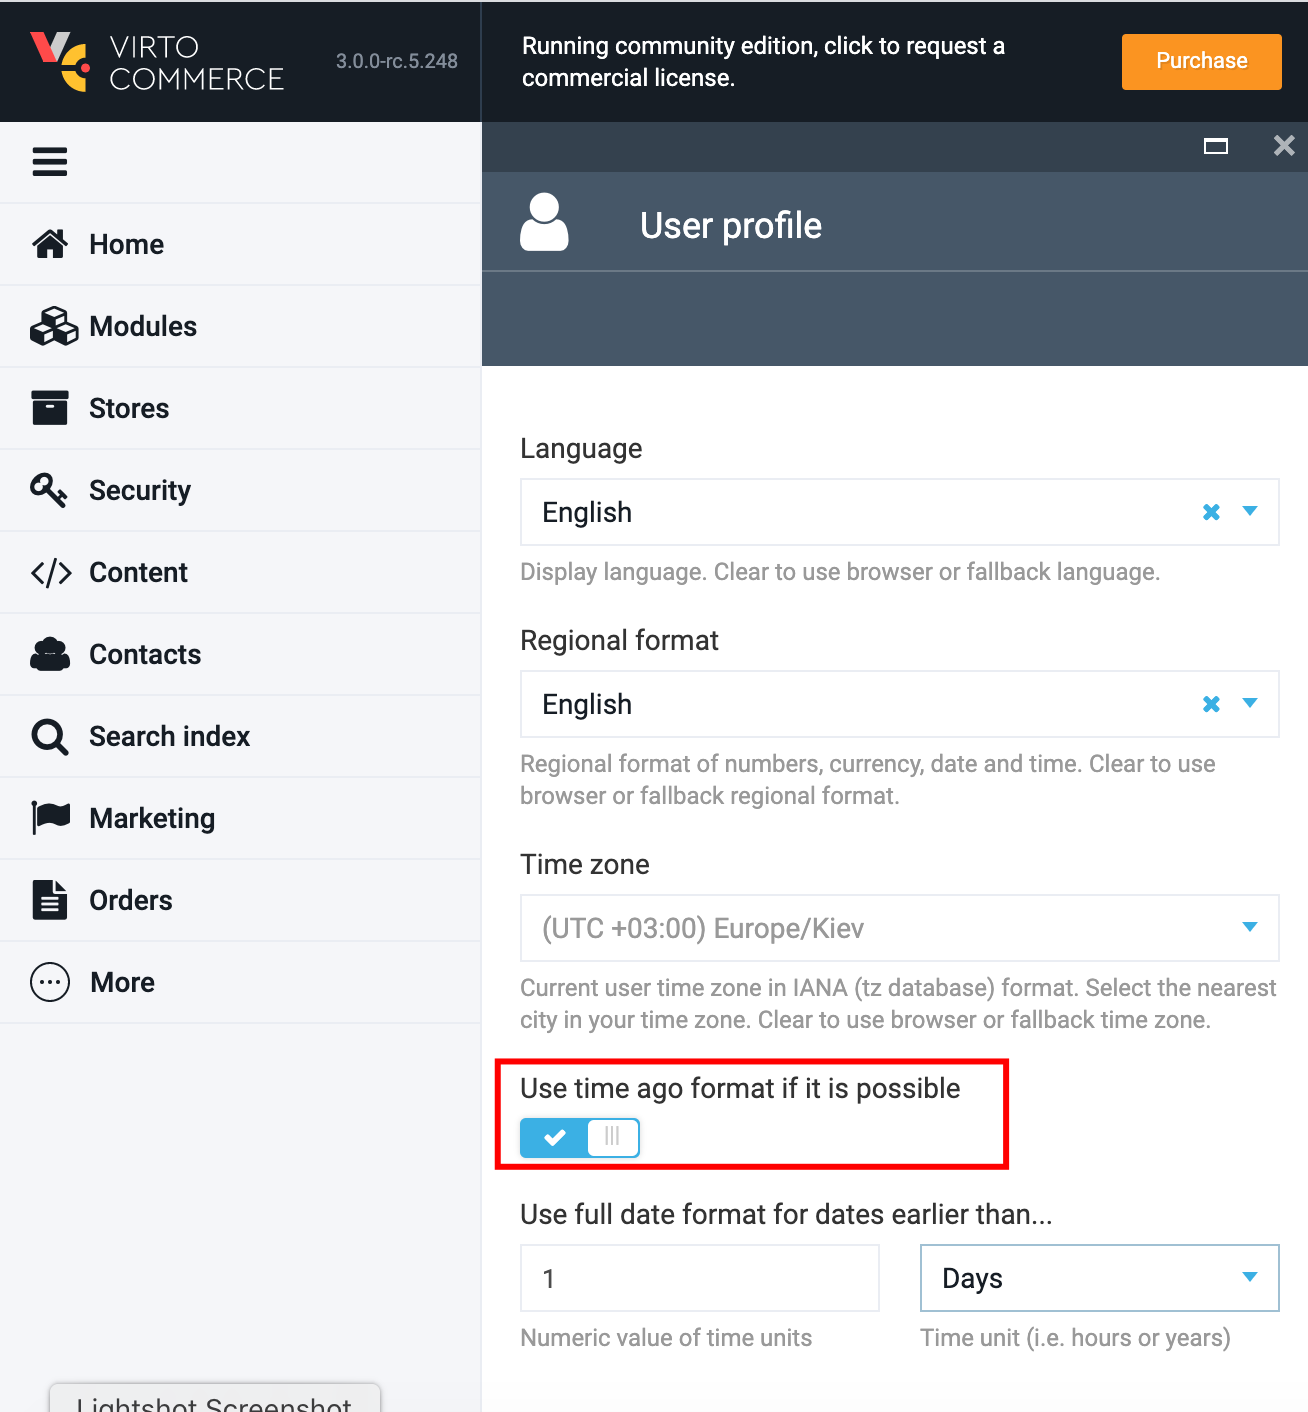 VIRTO
COMMERCE
3.0.0-rc.5.248
Running community edition, click to request a
commercial license.
Purchase
User profile
Home
Modules
Stores
Security
Content
Contacts
Search index
Marketing
Orders
More
Language
English
Display language. Clear to use browser or fallback language.
Regional format
English
Regional format of numbers, currency, date and time. Clear to use
browser or fallback regional format.
Time zone
(UTC +03:00) Europe/Kiev
Current user time zone in IANA (tz database) format. Select the nearest
city in your time zone. Clear to use browser or fallback time zone.
Use time ago format if it is possible
Use full date format for dates earlier than...
1
Days
Numeric value of time units
Time unit (i.e. hours or years)
Lightshot Screenshot